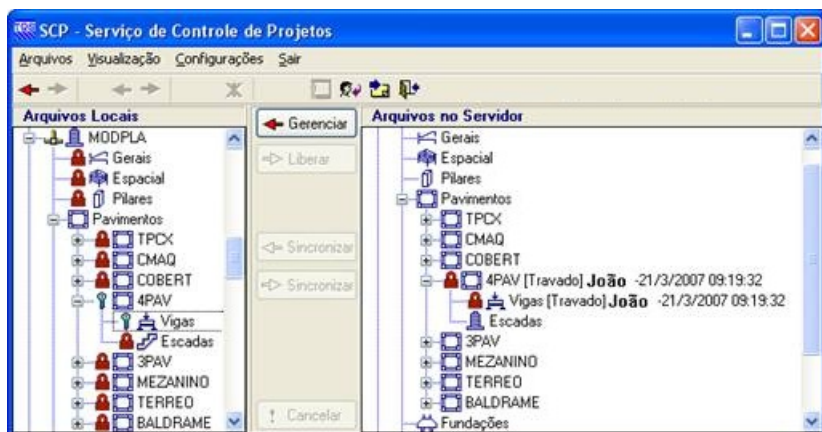 TQS SCP - Serviço de Controle de Projetos
Arquivos Visualização Configurações Sair
Arquivos Locais
MODPLA
Gerais
Espacial
Pilares
Pavimentos
TPCX
CMAQ
COBERT
4PAV
Vigas
Escadas
3PAV
MEZANINO
TERREO
BALDRAME
Gerenciar
Liberar
Sincronizar
Sincronizar
Cancelar
Arquivos no Servidor
Gerais
Espacial
Pilares
Pavimentos
TPCX
CMAQ
COBERT
4PAV [Travado] João -21/3/2007 09:19:32
Vigas [Travado] João -21/3/2007 09:19:32
Escadas
3PAV
MEZANINO
TERREO
BALDRAME
Fundações